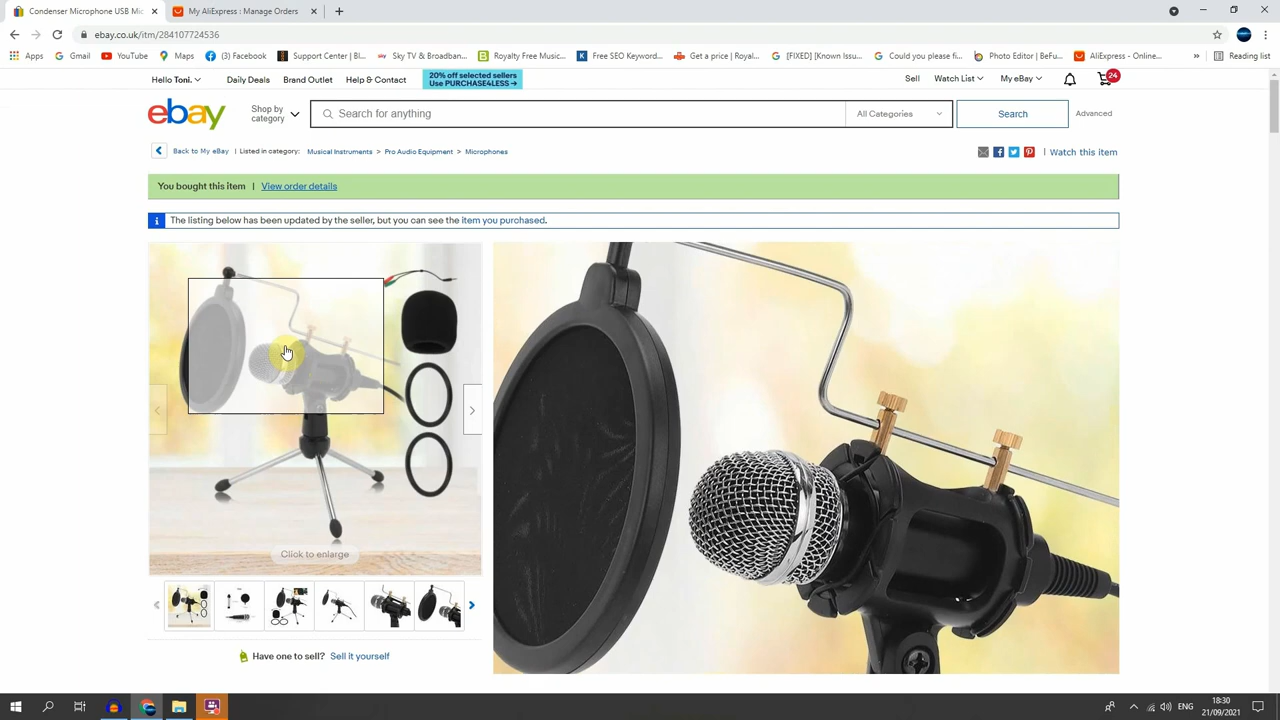 Condenser Microphone USB Mic
My AliExpress : Manage Orders
ebay.co.uk/itm/284107724536
Apps
Gmail
YouTube
Maps
(3) Facebook
Support Center | Bl...
Sky TV & Broadban...
Royalty Free Music...
Free SEO Keyword...
Get a price | Royal...
[FIXED] [Known Issu...
Could you please fi...
Photo Editor | BeFu...
AliExpress - Online...
»
Reading list
Hello Toni.
Daily Deals
Brand Outlet
Help & Contact
20% off selected sellers
Use PURCHASE4LESS →
Sell
Watch List
My eBay
24
ebay
Shop by
category
Search for anything
All Categories
Search
Advanced
Back to My eBay | Listed in category: Musical Instruments > Pro Audio Equipment > Microphones
| Watch this item
You bought this item | View order details
i The listing below has been updated by the seller, but you can see the item you purchased.
Click to enlarge
Have one to sell? Sell it yourself
ENG
18:30
21/09/2021